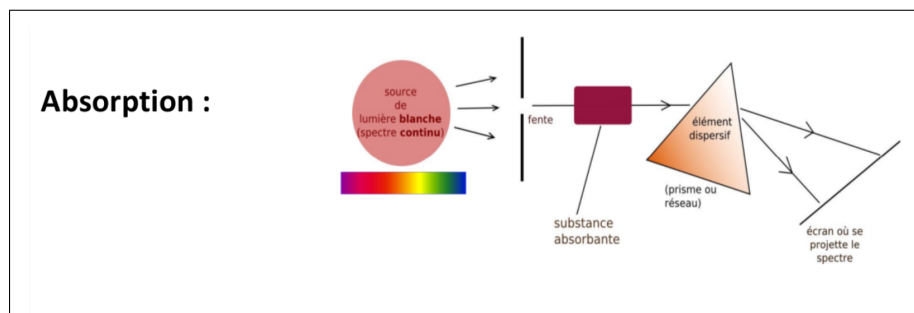 Absorption :
source
de
lumière blanche
(spectre continu)
fente
substance
absorbante
élément
dispersif
(prisme ou
réseau)
écran où se
projette le
spectre